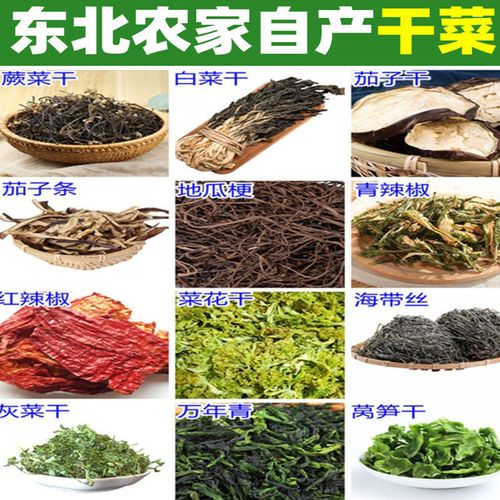 东北农家自产干菜
蕨菜干
白菜干
茄子干
茄子条
地瓜梗
青辣椒
红辣椒
菜花干
海带丝
灰菜干
万年青
莴笋干